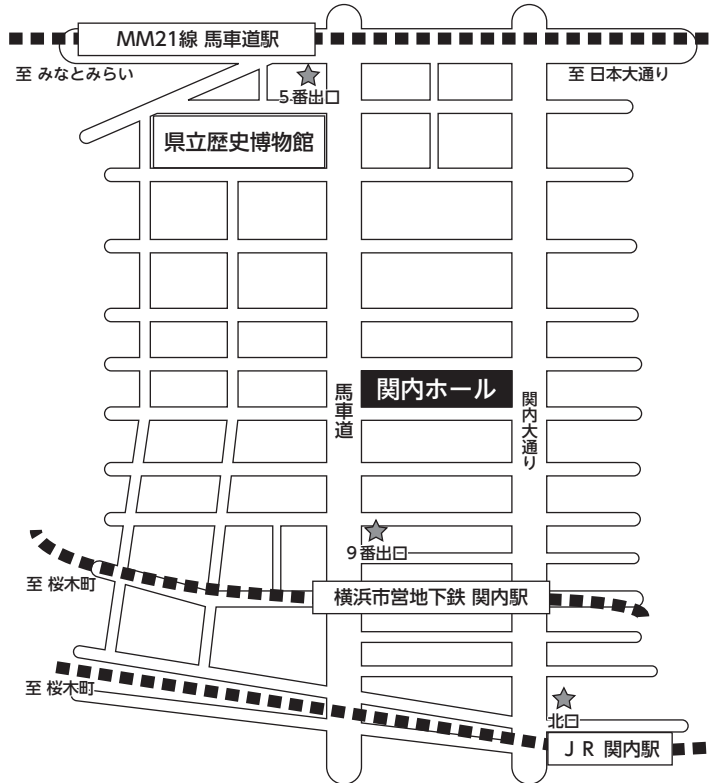 MM21線 馬車道駅
至 みなとみらい
至 日本大通り
5番出口
県立歴史博物館
関内ホール
馬車道
関内大通り
9番出口
至 桜木町
横浜市営地下鉄 関内駅
至 桜木町
北口
ＪＲ 関内駅